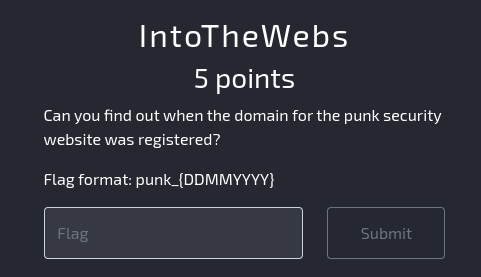 IntoTheWebs
5 points
Can you find out when the domain for the punk security
website was registered?
Flag format: punk_{DDMMYYYY}
Flag
Submit